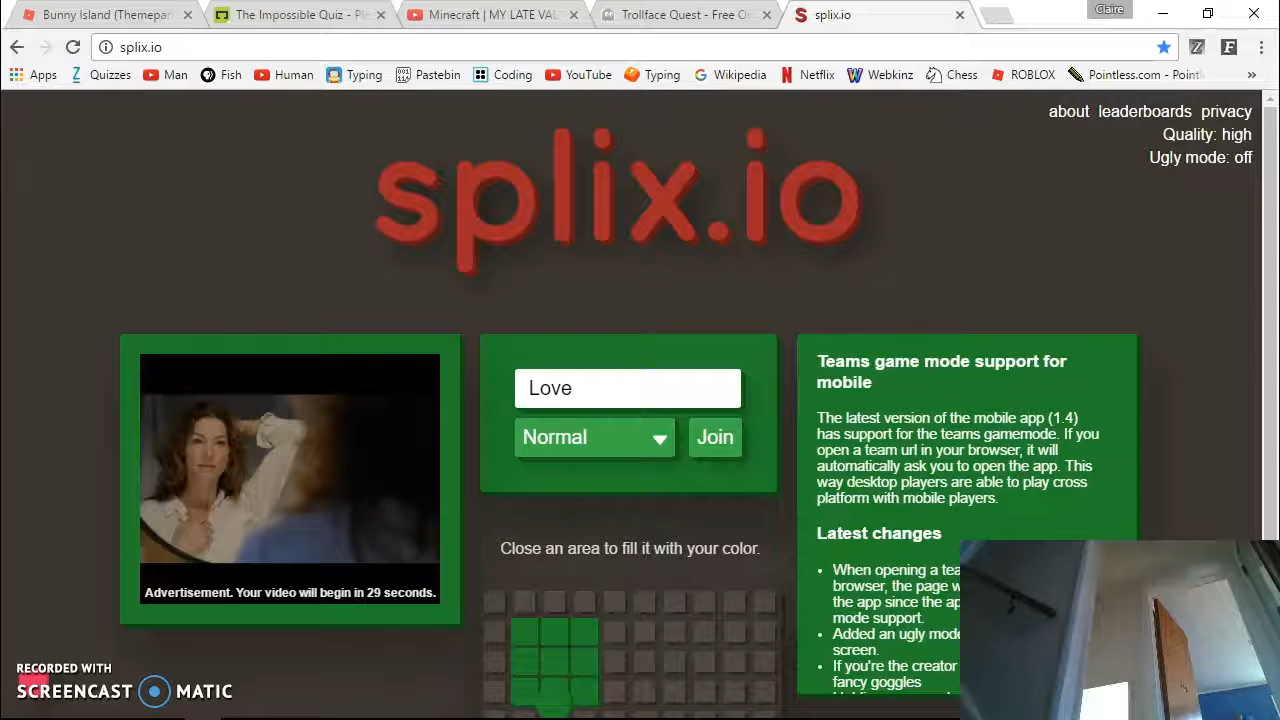 Bunny Island (Themepar
The Impossible Quiz - Pl
Minecraft | MY LATE VAL
Trollface Quest - Free O
splix.io
Claire
splix.io
Apps
Quizzes
Man
Fish
Human
Typing
Pastebin
Coding
YouTube
Typing
Wikipedia
Netflix
Webkinz
Chess
ROBLOX
Pointless.com - Point
»
about leaderboards privacy
Quality: high
Ugly mode: off
splix.io
Advertisement. Your video will begin in 29 seconds.
Love
Normal
Join
Close an area to fill it with your color.
Teams game mode support for
mobile
The latest version of the mobile app (1.4)
has support for the teams gamemode. If you
open a team url in your browser, it will
automatically ask you to open the app. This
way desktop players are able to play cross
platform with mobile players.
Latest changes
• When opening a tea
browser, the page w
the app since the ap
mode support.
• Added an ugly mode
screen.
• If you're the creator
fancy goggles
RECORDED WITH
SCREENCAST MATIC